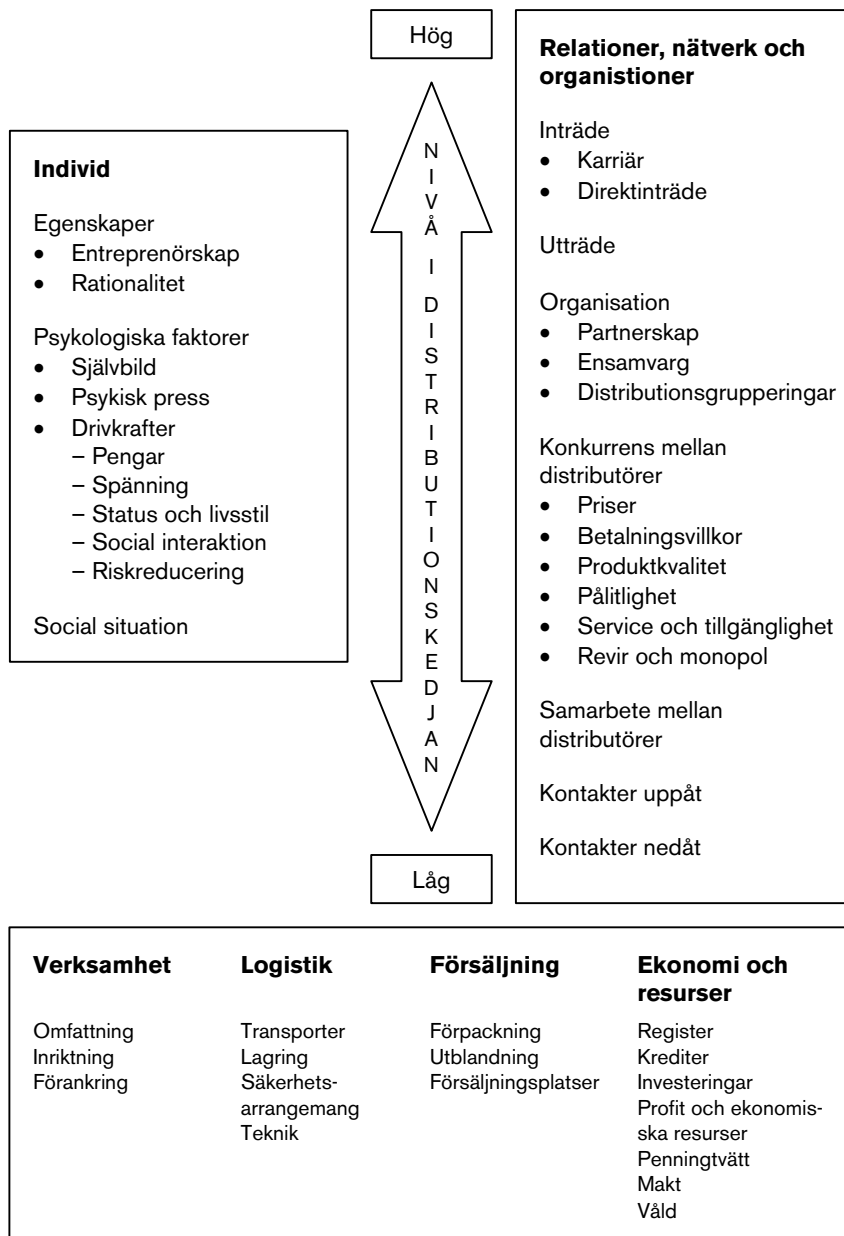 Hög
Relationer, nätverk och
organistioner
Inträde
• Karriär
• Direktinträde
Utträde
Organisation
• Partnerskap
• Ensamvarg
• Distributionsgrupperingar
Konkurrens mellan
distributörer
• Priser
• Betalningsvillkor
• Produktkvalitet
• Pålitlighet
• Service och tillgänglighet
• Revir och monopol
Samarbete mellan
distributörer
Kontakter uppåt
Kontakter nedåt
Individ
Egenskaper
• Entreprenörskap
• Rationalitet
Psykologiska faktorer
• Självbild
• Psykisk press
• Drivkrafter
– Pengar
– Spänning
– Status och livsstil
– Social interaktion
– Riskreducering
Social situation
NIVÅ I DISTRIBUTIONSKEDJAN
Låg
Verksamhet
Omfattning
Inriktning
Förankring
Logistik
Transporter
Lagring
Säkerhets-
arrangemang
Teknik
Försäljning
Förpackning
Utblandning
Försäljningsplatser
Ekonomi och
resurser
Register
Krediter
Investeringar
Profit och ekonomis-
ska resurser
Penningtvätt
Makt
Våld